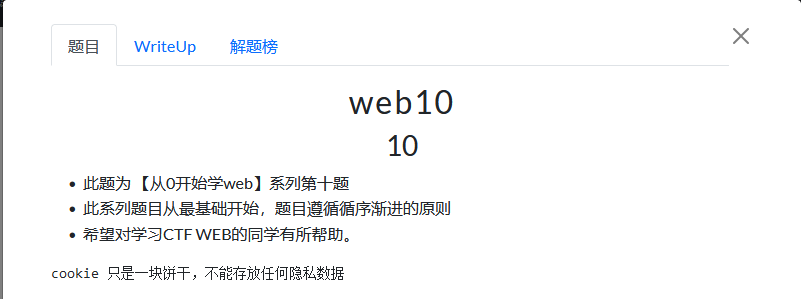 题目 WriteUp 解题榜
web10
10
此题为 【从0开始学web】系列第十题
此系列题目从最基础开始，题目遵循循序渐进的原则
希望对学习CTF WEB的同学有所帮助。
cookie 只是一块饼干，不能存放任何隐私数据